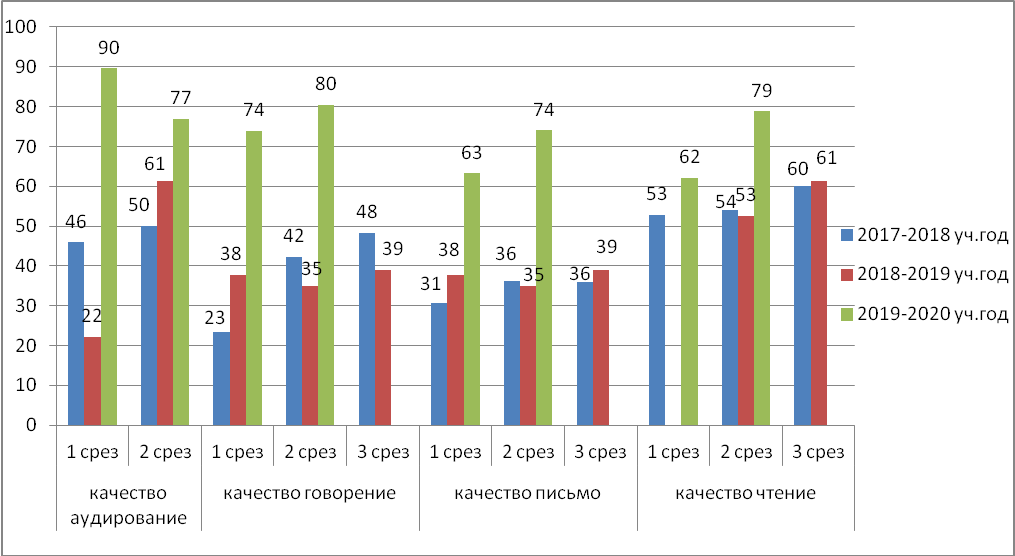 100
90
80
70
60
50
40
30
20
10
0
46 22 90
50 61 77
23 38 74
42 35 80
48 39
31 38 63
36 35 74
36 39
53 62
54 53 79
60 61
1 срез 2 срез 1 срез 2 срез 3 срез 1 срез 2 срез 3 срез 1 срез 2 срез 3 срез
качество
аудирование
качество говорение
качество письмо
качество чтение
2017-2018 уч.год
2018-2019 уч.год
2019-2020 уч.год